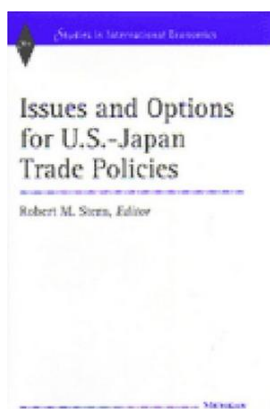 Studies in International Economics
Issues and Options
for U.S.-Japan
Trade Policies
Robert M. Stern, Editor
Michigan